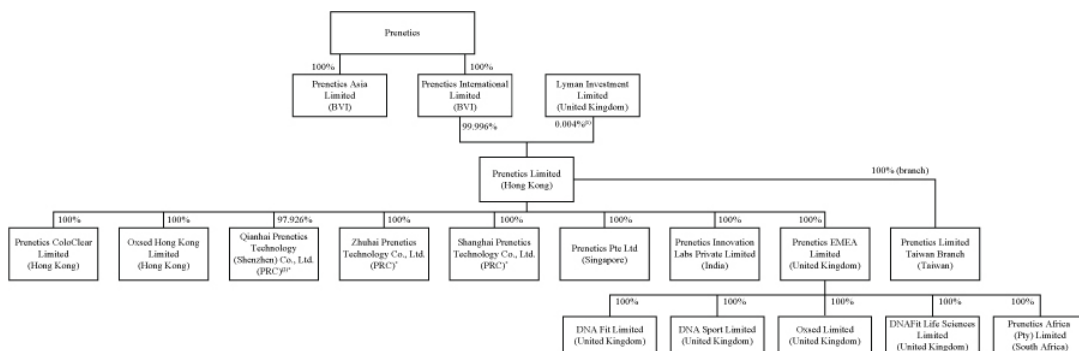 Prenetics
100%
100%
Prenetics Asia
Limited
(BVI)
Prenetics International
Limited
(BVI)
Lyman Investment
Limited
(United Kingdom)
99.996%
0.004%(1)
Prenetics Limited
(Hong Kong)
100% (branch)
100%
100%
97.926%
100%
100%
100%
100%
100%
Prenetics ColoClear
Limited
(Hong Kong)
Oxsed Hong Kong
Limited
(Hong Kong)
Qianhai Prenetics
Technology
(Shenzhen) Co., Ltd.
(PRC)(2)*
Zhuhai Prenetics
Technology Co., Ltd.
(PRC)*
Shanghai Prenetics
Technology Co., Ltd.
(PRC)*
Prenetics Pte Ltd
(Singapore)
Prenetics Innovation
Labs Private Limited
(India)
Prenetics EMEA
Limited
(United Kingdom)
Prenetics Limited
Taiwan Branch
(Taiwan)
100%
100%
100%
100%
100%
DNA Fit Limited
(United Kingdom)
DNA Sport Limited
(United Kingdom)
Oxsed Limited
(United Kingdom)
DNAFit Life Sciences
Limited
(United Kingdom)
Prenetics Africa
(Pty) Limited
(South Africa)